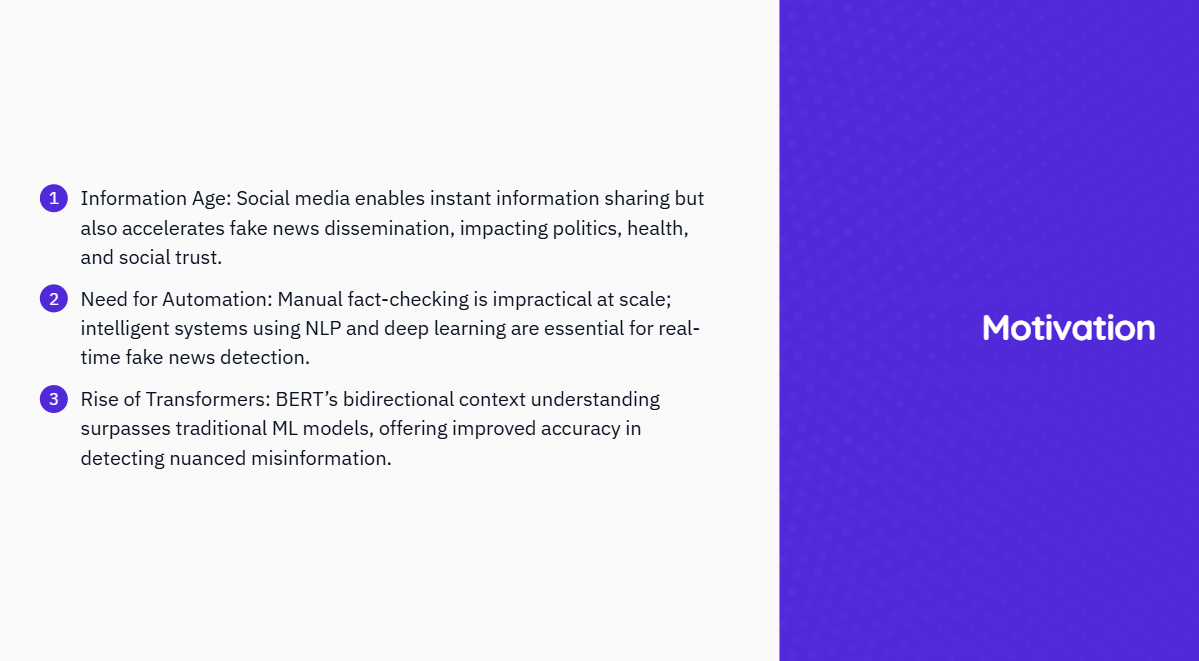 1 Information Age: Social media enables instant information sharing but
also accelerates fake news dissemination, impacting politics, health,
and social trust.
2 Need for Automation: Manual fact-checking is impractical at scale;
intelligent systems using NLP and deep learning are essential for real-
time fake news detection.
3 Rise of Transformers: BERT’s bidirectional context understanding
surpasses traditional ML models, offering improved accuracy in
detecting nuanced misinformation.
Motivation